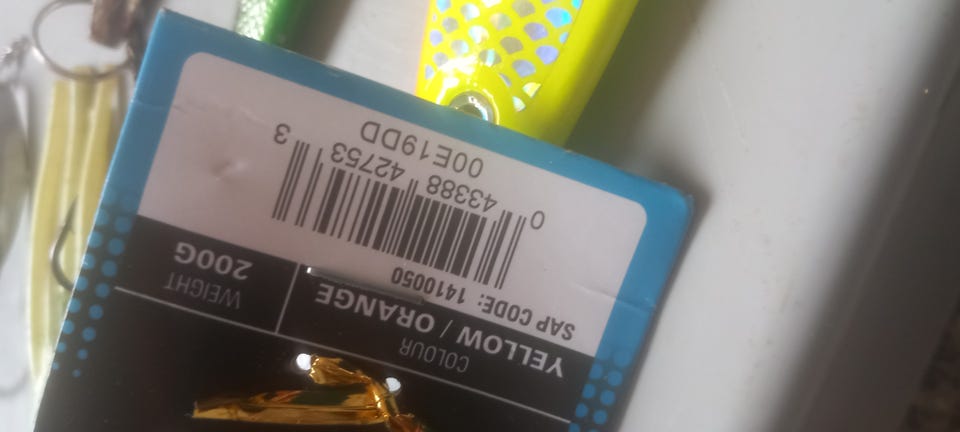 COLOUR
YELLOW / ORANGE
WEIGHT
200G
SAP CODE: 1410050
0 43388 42753 3
00E19DD